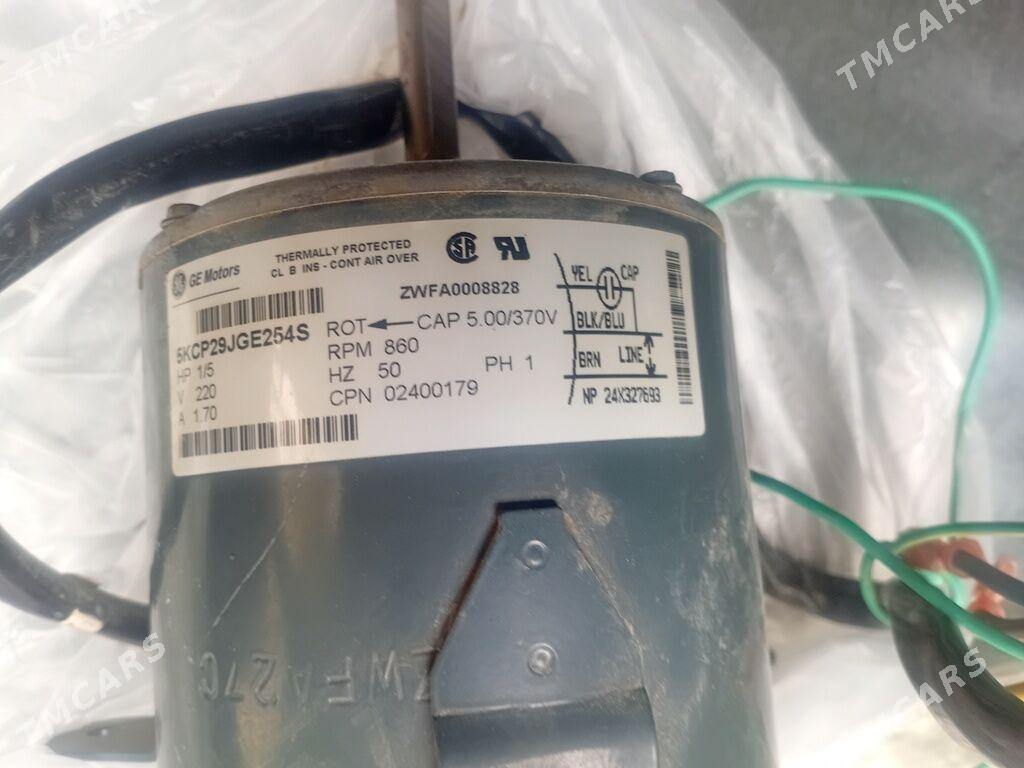 TMCARS
TMCARS
GE Motors
THERMALLY PROTECTED
CL B INS - CONT AIR OVER
ZWFA0008828
5KCP29JGE254S
ROT CAP 5.00/370V
HP 1/5
RPM 860
V 220
HZ 50
PH 1
A 1.70
CPN 02400179
YEL CAP
BLK/BLU
BRN LINE
NP 24X327693
ZWFA27C
TMCARS
TMCARS